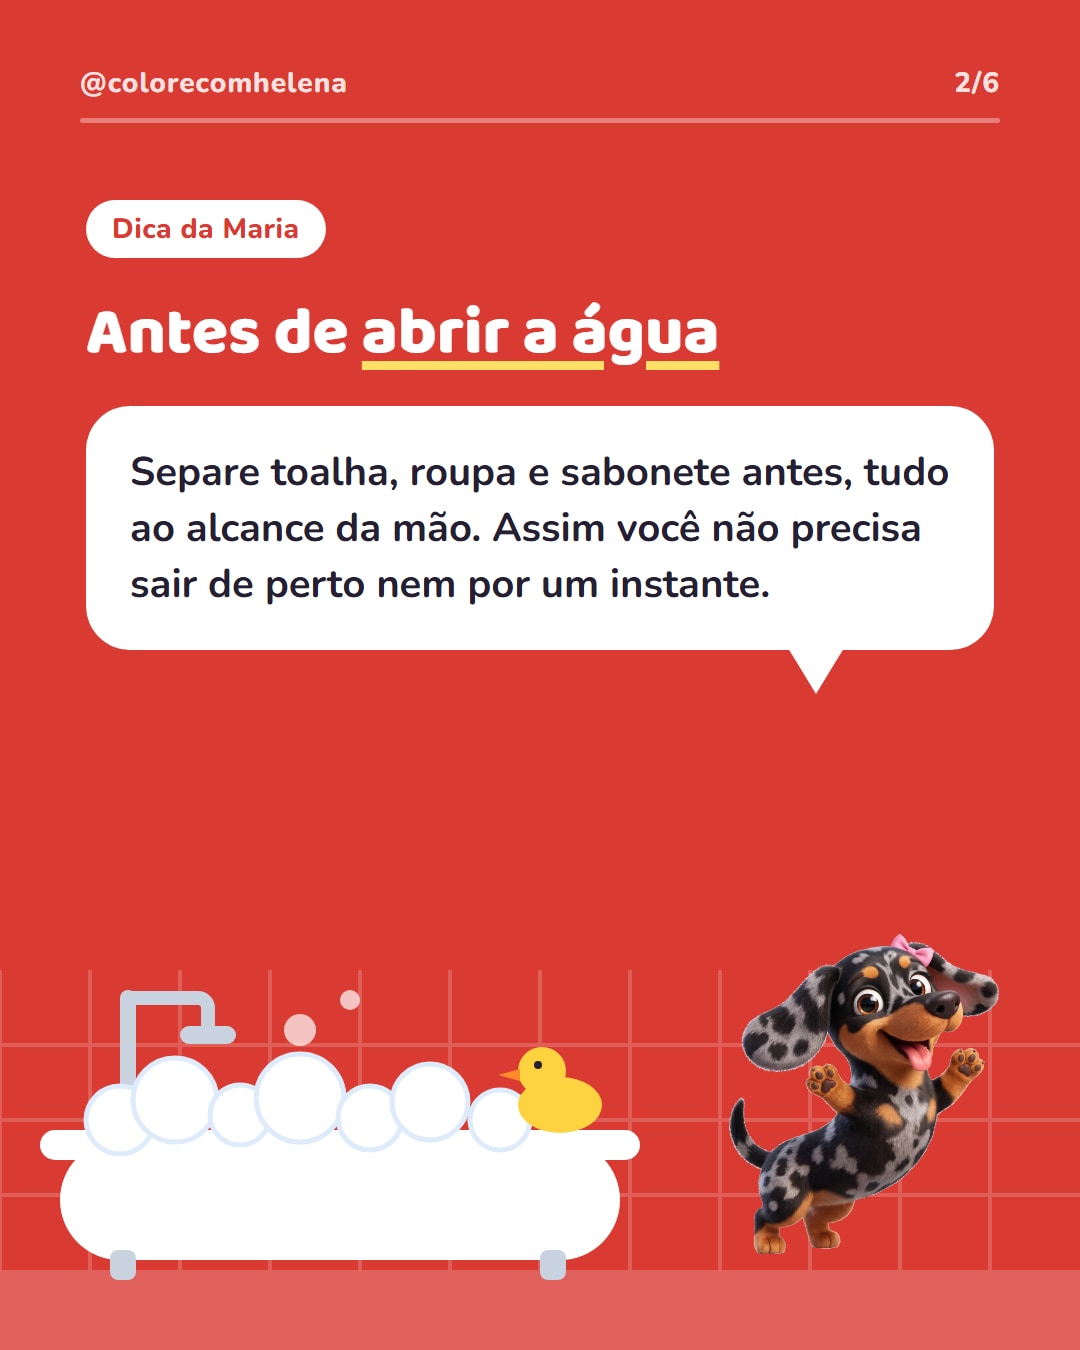 @colorecomhelena
2/6
Dica da Maria
Antes de abrir a água
Separe toalha, roupa e sabonete antes, tudo
ao alcance da mão. Assim você não precisa
sair de perto nem por um instante.